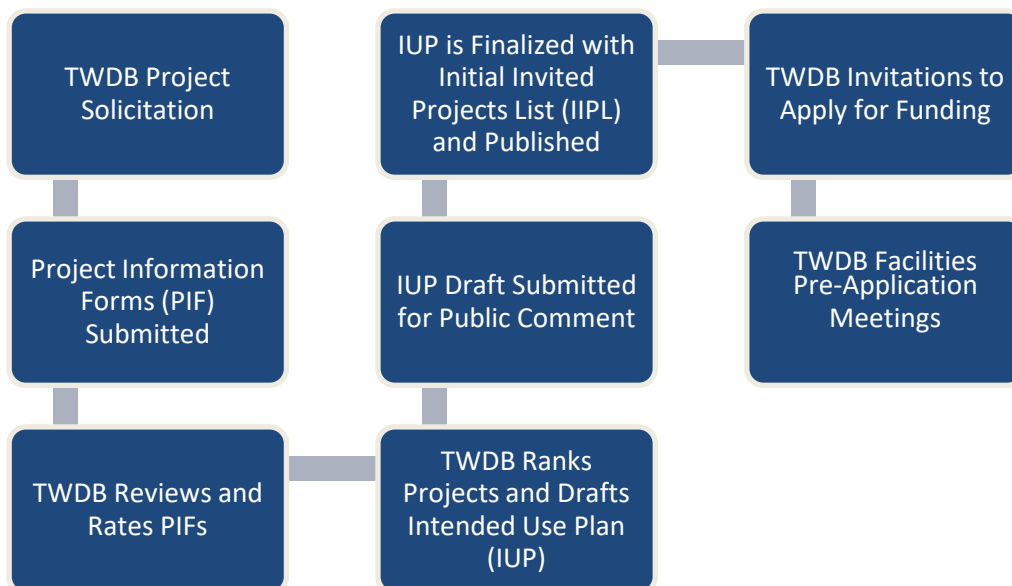 TWDB Project
Solicitation
Project Information
Forms (PIF)
Submitted
TWDB Reviews and
Rates PIFs
TWDB Ranks
Projects and Drafts
Intended Use Plan
(IUP)
IUP Draft Submitted
for Public Comment
IUP is Finalized with
Initial Invited
Projects List (IIPL)
and Published
TWDB Invitations to
Apply for Funding
TWDB Facilities
Pre-Application
Meetings